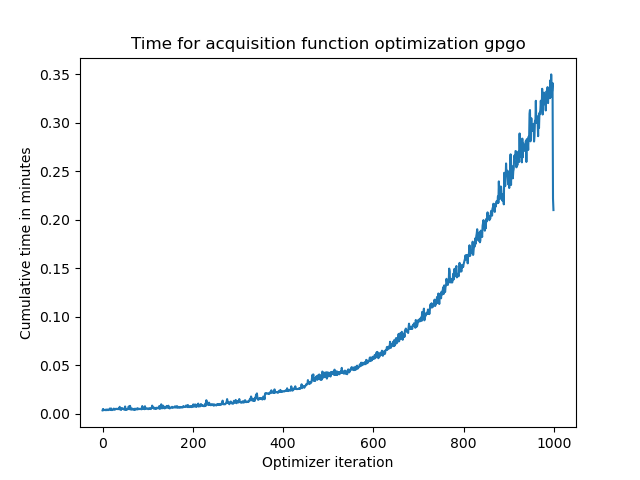 Time for acquisition function optimization gpgo
0.35
0.30
0.25
0.20
0.15
0.10
0.05
0.00
Cumulative time in minutes
0 200 400 600 800 1000
Optimizer iteration